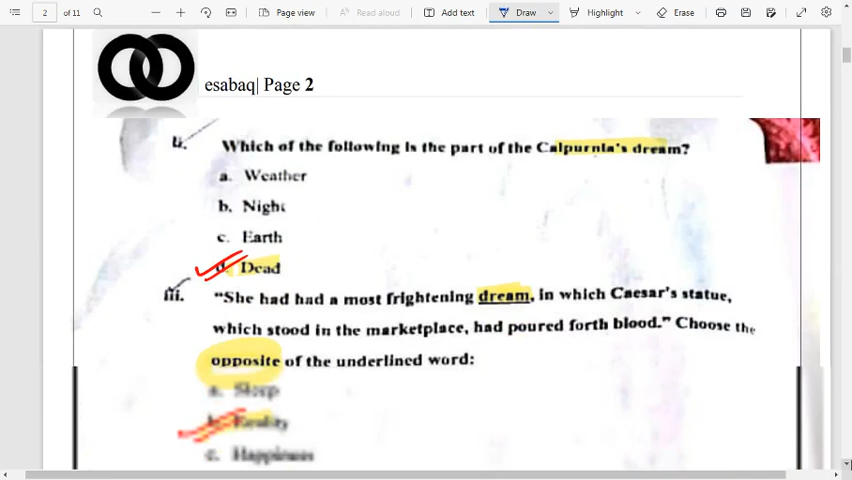 2 of 11 Page view Read aloud Add text Draw Highlight Erase
esabaq| Page 2
ii. Which of the following is the part of the Calpurnia's dream?
a. Weather
b. Night
c. Earth
d. Dead
iii. "She had had a most frightening dream, in which Caesar's statue,
which stood in the marketplace, had poured forth blood." Choose the
opposite of the underlined word:
a. Sleep
b. Reality
c. Happiness